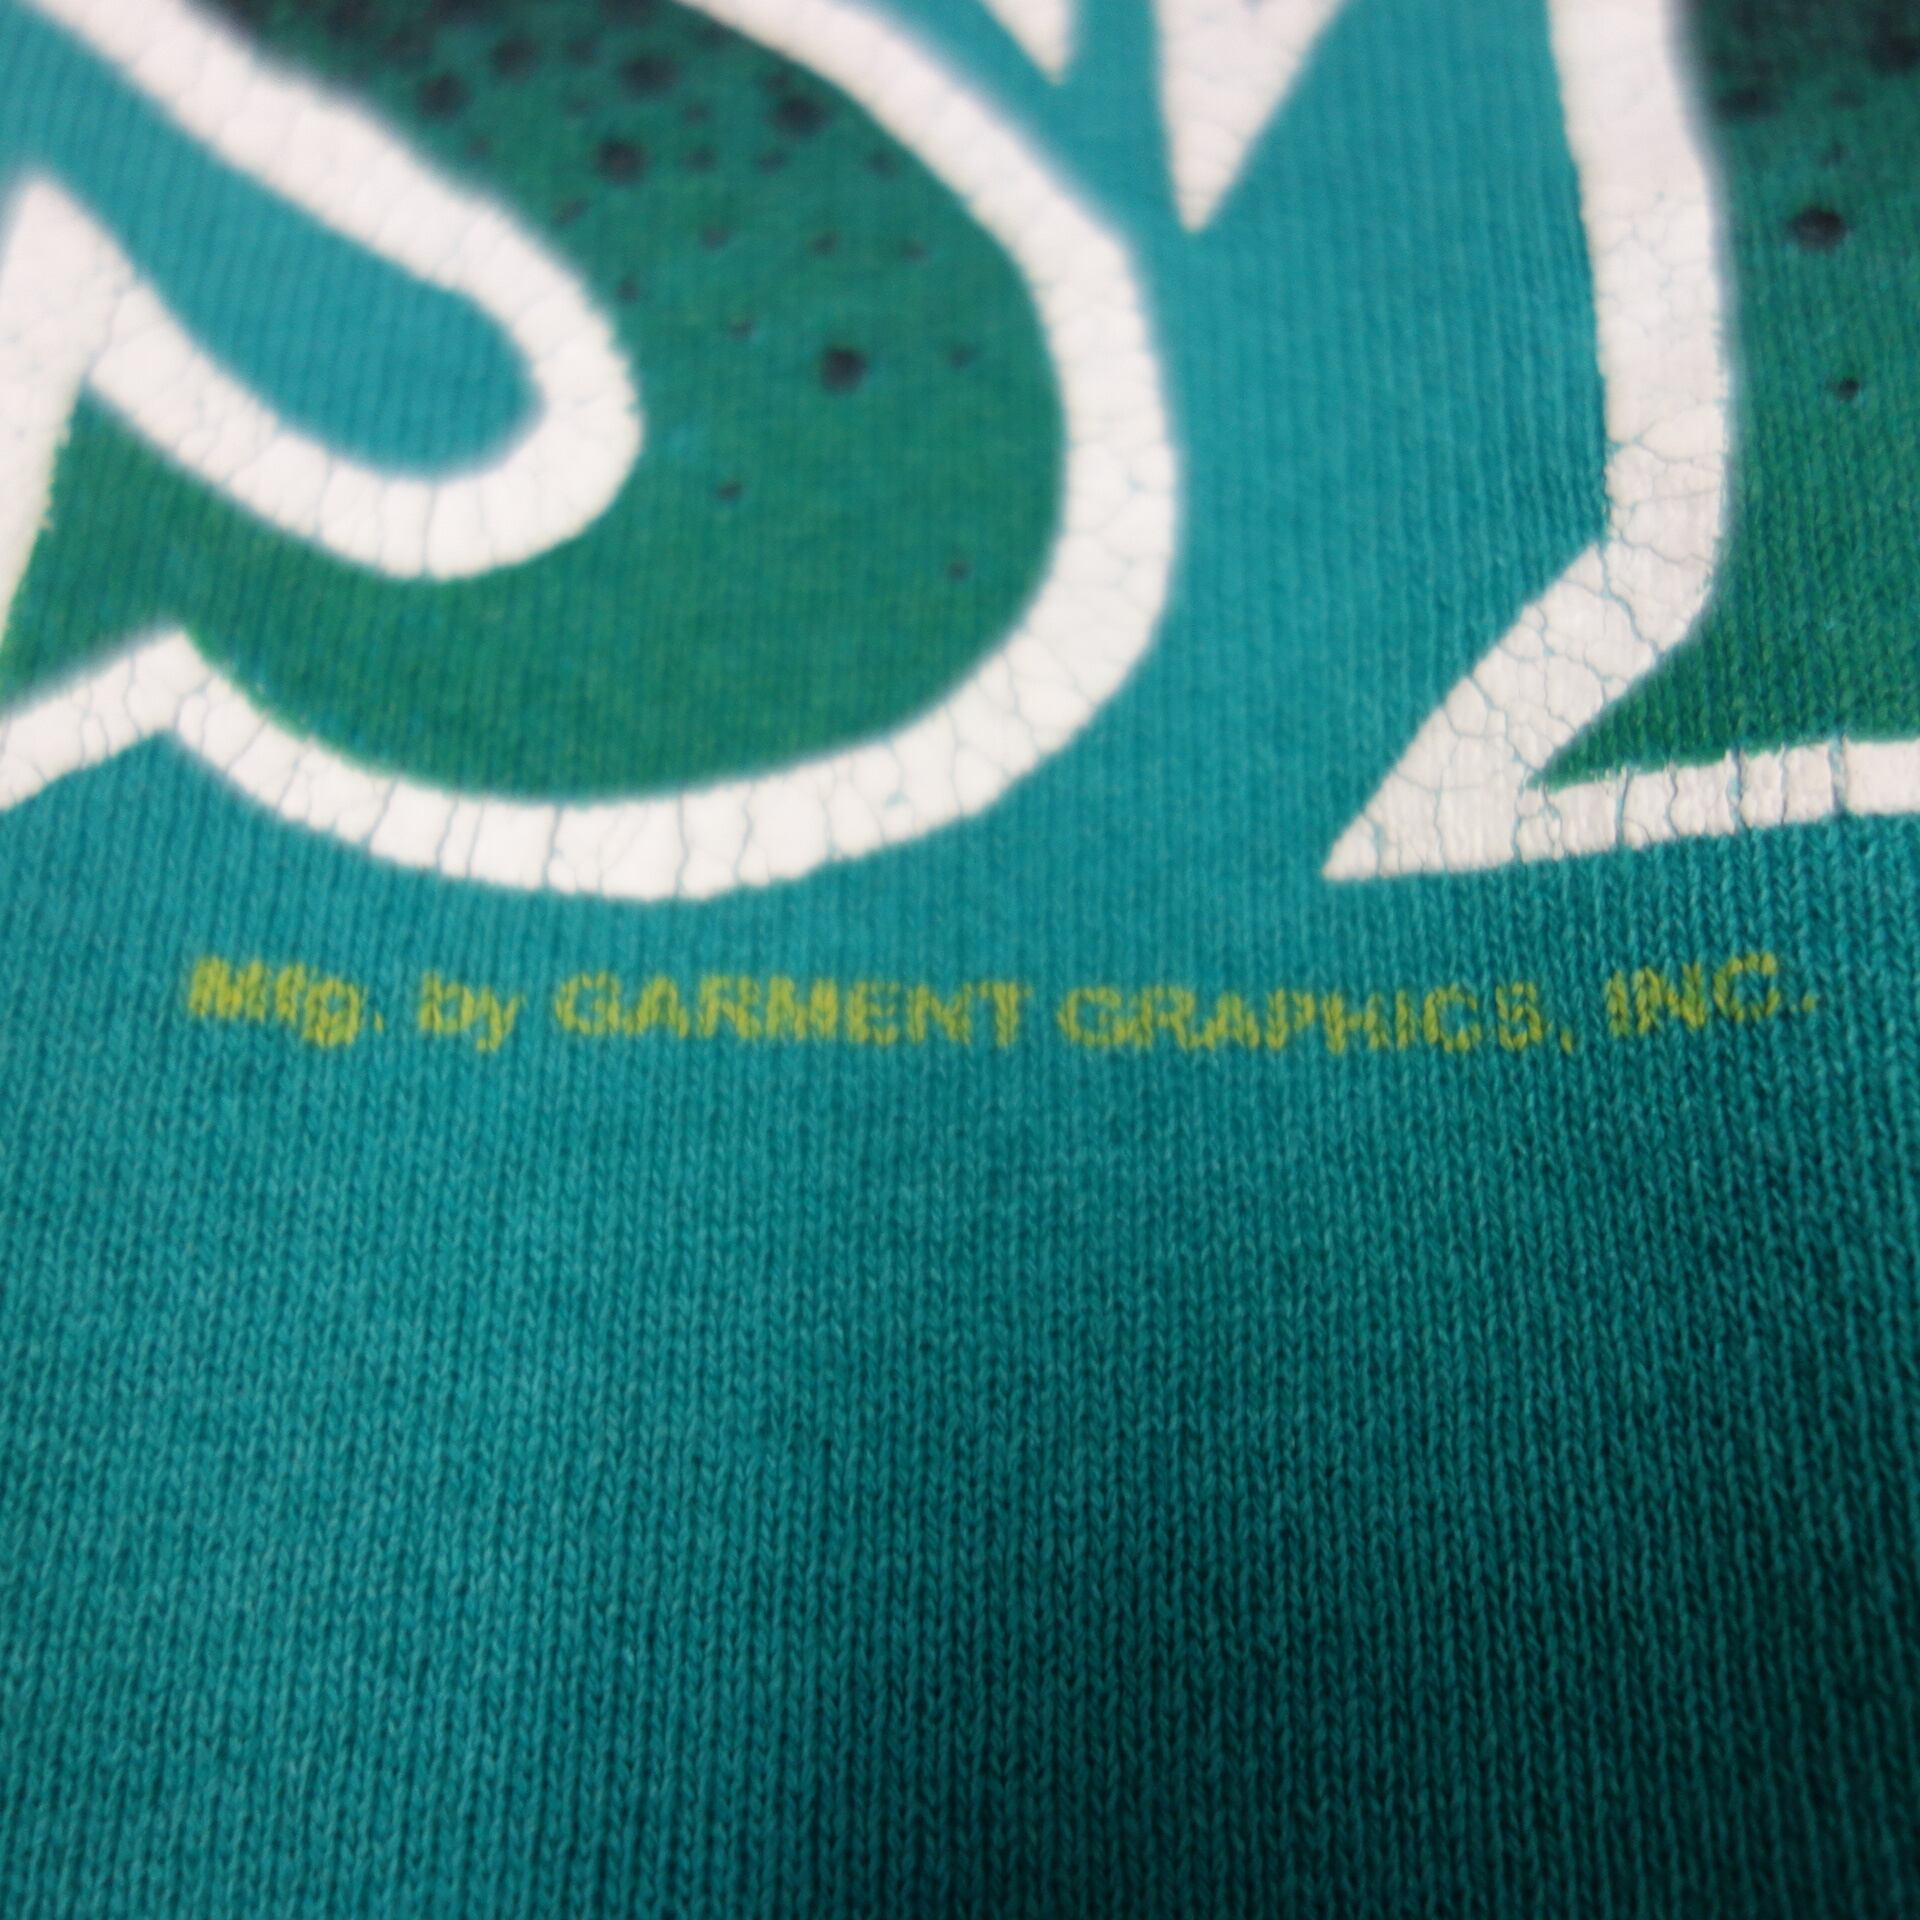 Mfg. by GARMENT GRAPHICS, INC.